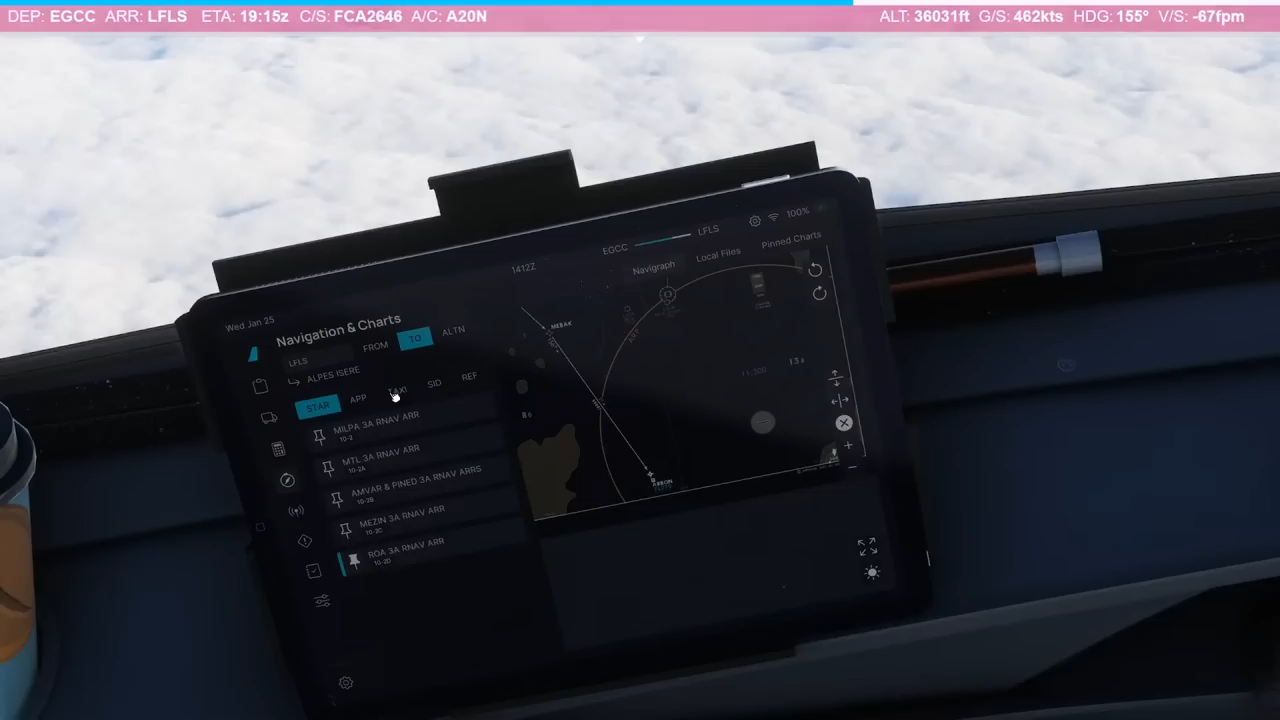 DEP: EGCC ARR: LFLS ETA: 19:15z C/S: FCA2646 A/C: A20N
ALT: 36031ft G/S: 462kts HDG: 155° V/S: -67fpm
Wed Jan 25
1412Z
EGCC LFLS
100%
Navigation & Charts
Navigraph Local Files Pinned Charts
LFLS FROM TO ALTN
ALPES ISERE
STAR APP TAXI SID REF
MILPA 3A RNAV ARR
10-2
MTL 3A RNAV ARR
10-2A
AMVAR & PINED 3A RNAV ARRS
10-2B
MEZIN 3A RNAV ARR
10-2C
ROA 3A RNAV ARR
10-2D
MEBAK
11,300